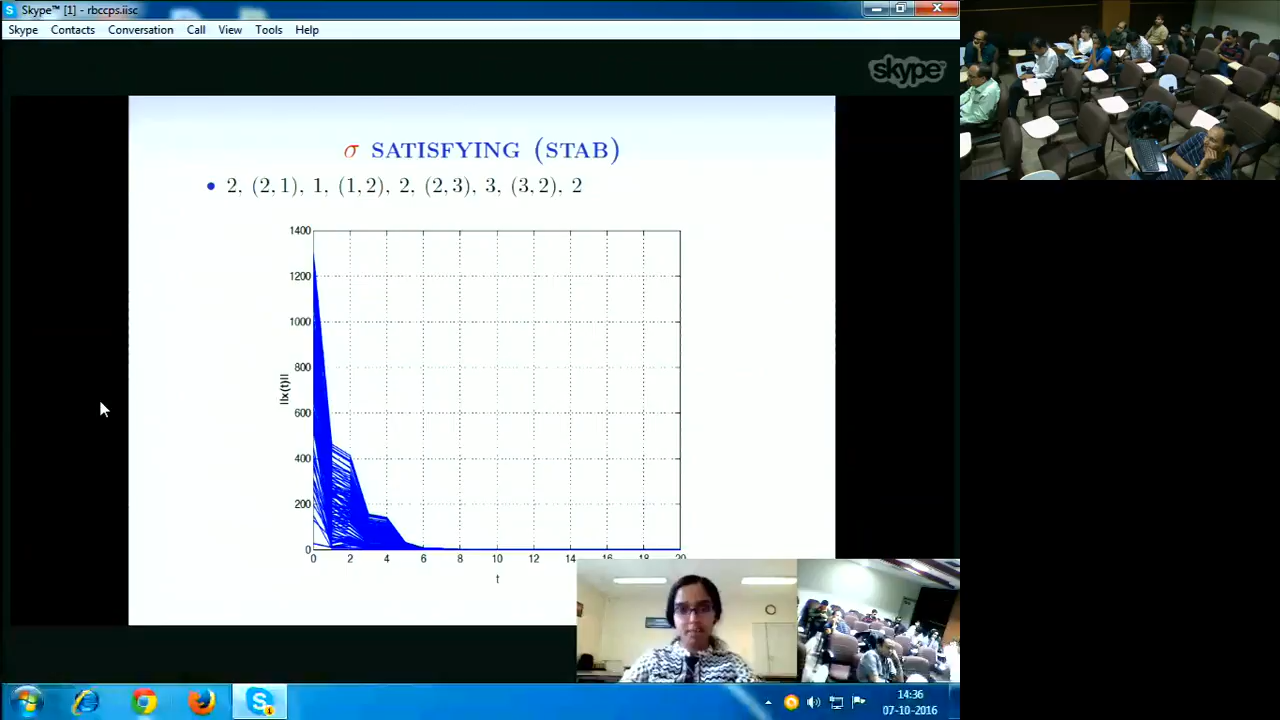 Skype™ [1] - rbccps.iisc
Skype Contacts Conversation Call View Tools Help
skype
σ SATISFYING (STAB)
• 2, (2, 1), 1, (1, 2), 2, (2, 3), 3, (3, 2), 2
1400
1200
1000
800
600
400
200
0
||x(t)||
0 2 4 6 8 10 12 14 16 18 20
t
14:36
07-10-2016